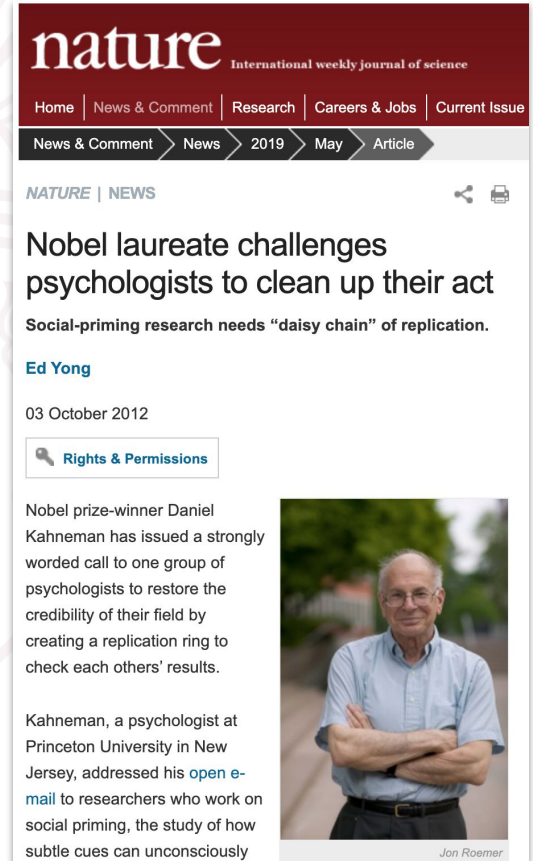 nature International weekly journal of science
Home News & Comment Research Careers & Jobs Current Issue
News & Comment News 2019 May Article
NATURE | NEWS
Nobel laureate challenges
psychologists to clean up their act
Social-priming research needs “daisy chain” of replication.
Ed Yong
03 October 2012
Rights & Permissions
Nobel prize-winner Daniel
Kahneman has issued a strongly
worded call to one group of
psychologists to restore the
credibility of their field by
creating a replication ring to
check each others’ results.
Kahneman, a psychologist at
Princeton University in New
Jersey, addressed his open e-
mail to researchers who work on
social priming, the study of how
subtle cues can unconsciously
Jon Roemer